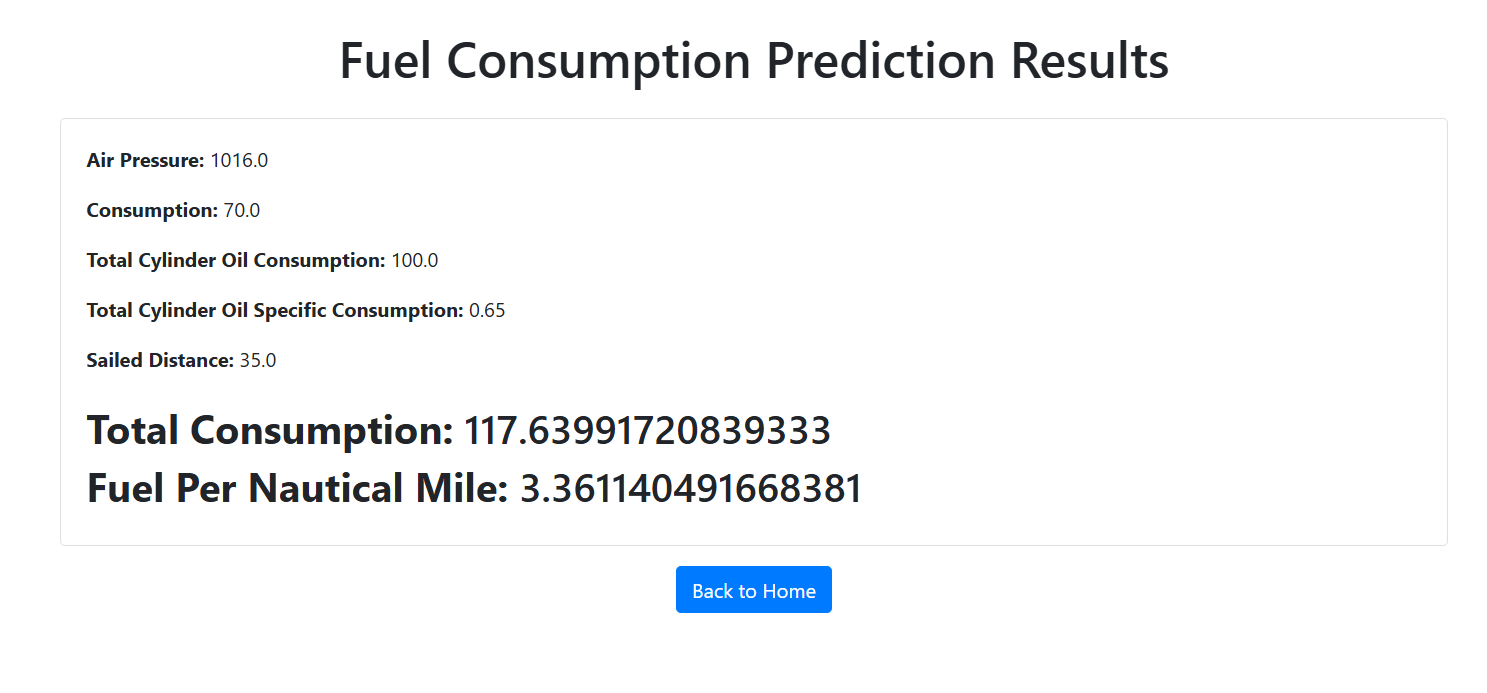 Fuel Consumption Prediction Results
Air Pressure: 1016.0
Consumption: 70.0
Total Cylinder Oil Consumption: 100.0
Total Cylinder Oil Specific Consumption: 0.65
Sailed Distance: 35.0
Total Consumption: 117.63991720839333
Fuel Per Nautical Mile: 3.361140491668381
Back to Home